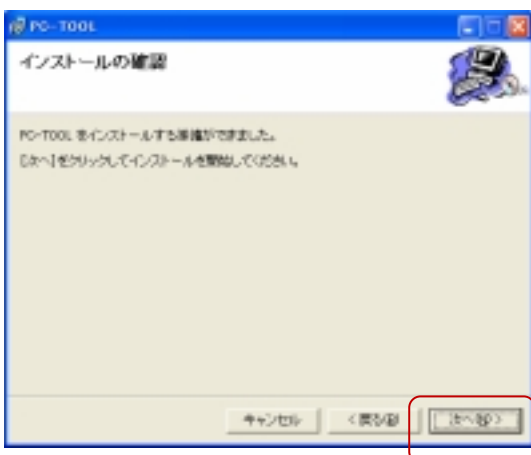 PC-TOOL
インストールの確認
PC-TOOL をインストールする準備ができました。
[次へ]をクリックしてインストールを開始してください。
キャンセル
< 戻る(B)
次へ(N) >